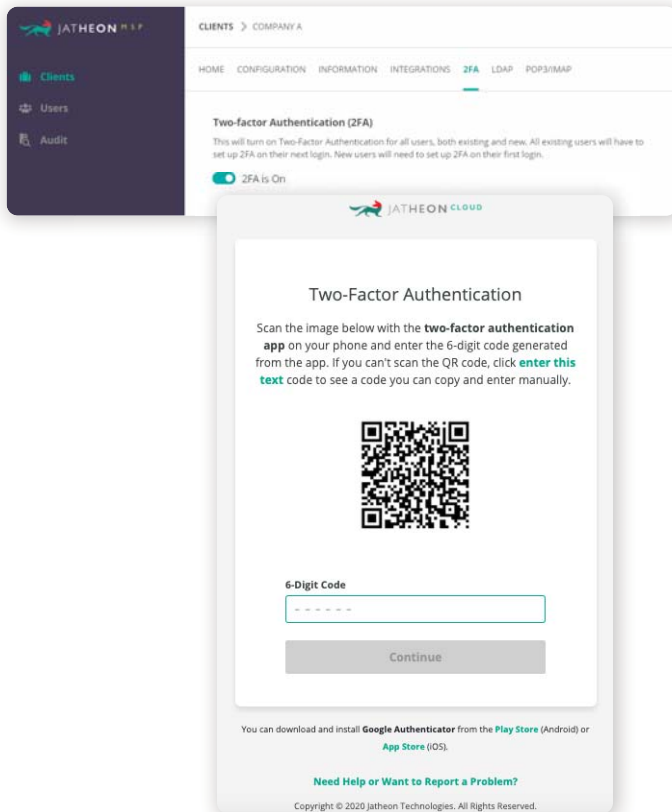 JATHEON MSP
Clients
Users
Audit
CLIENTS > COMPANY A
HOME CONFIGURATION INFORMATION INTEGRATIONS 2FA LDAP POP3/IMAP
Two-factor Authentication (2FA)
This will turn on Two-Factor Authentication for all users, both existing and new. All existing users will have to
set up 2FA on their next login. New users will need to set up 2FA on their first login.
2FA is On
JATHEON CLOUD
Two-Factor Authentication
Scan the image below with the two-factor authentication
app on your phone and enter the 6-digit code generated
from the app. If you can't scan the QR code, click enter this
text code to see a code you can copy and enter manually.
6-Digit Code
- - - - - -
Continue
You can download and install Google Authenticator from the Play Store (Android) or
App Store (iOS).
Need Help or Want to Report a Problem?
Copyright © 2020 Jatheon Technologies. All Rights Reserved.